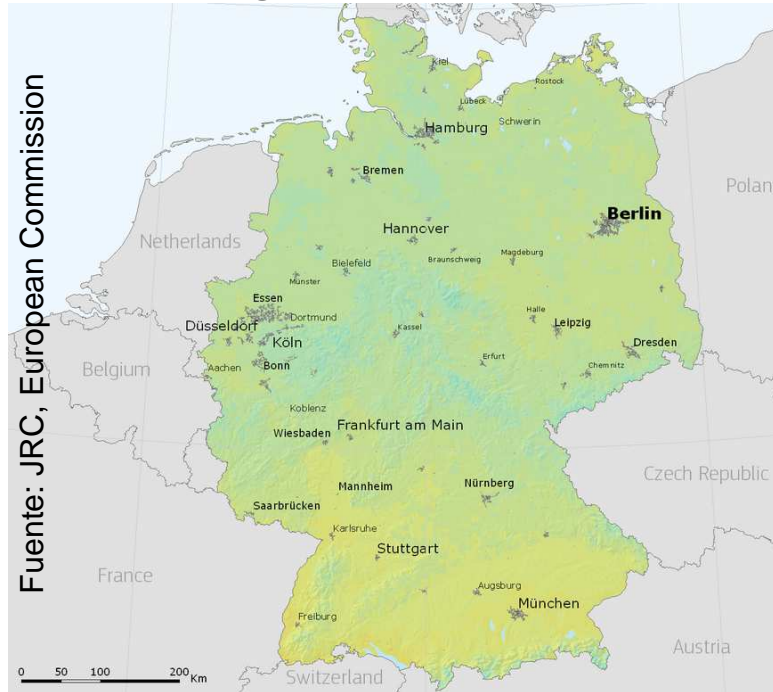 Fuente: JRC, European Commission
Kiel
Rostock
Lübeck
Schwerin
Hamburg
Bremen
Polan
Berlin
Hannover
Netherlands
Braunschweig
Magdeburg
Bielefeld
Münster
Essen
Dortmund
Halle
Leipzig
Düsseldorf
Kassel
Köln
Dresden
Erfurt
Chemnitz
Aachen
Bonn
Belgium
Koblenz
Frankfurt am Main
Wiesbaden
Czech Republic
Mannheim
Nürnberg
Saarbrücken
Karlsruhe
Stuttgart
France
Augsburg
München
Freiburg
Austria
Switzerland
0 50 100 200 Km